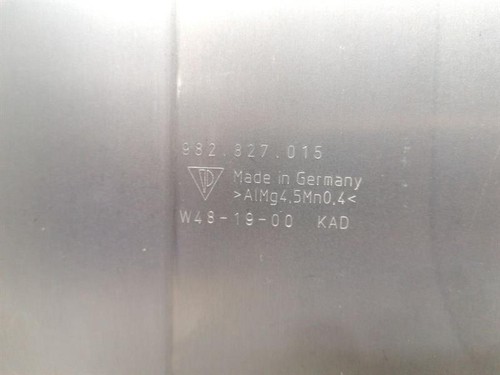 982.827.015
Made in Germany
>AlMg4.5Mn0.4<
W48-19-00 KAD